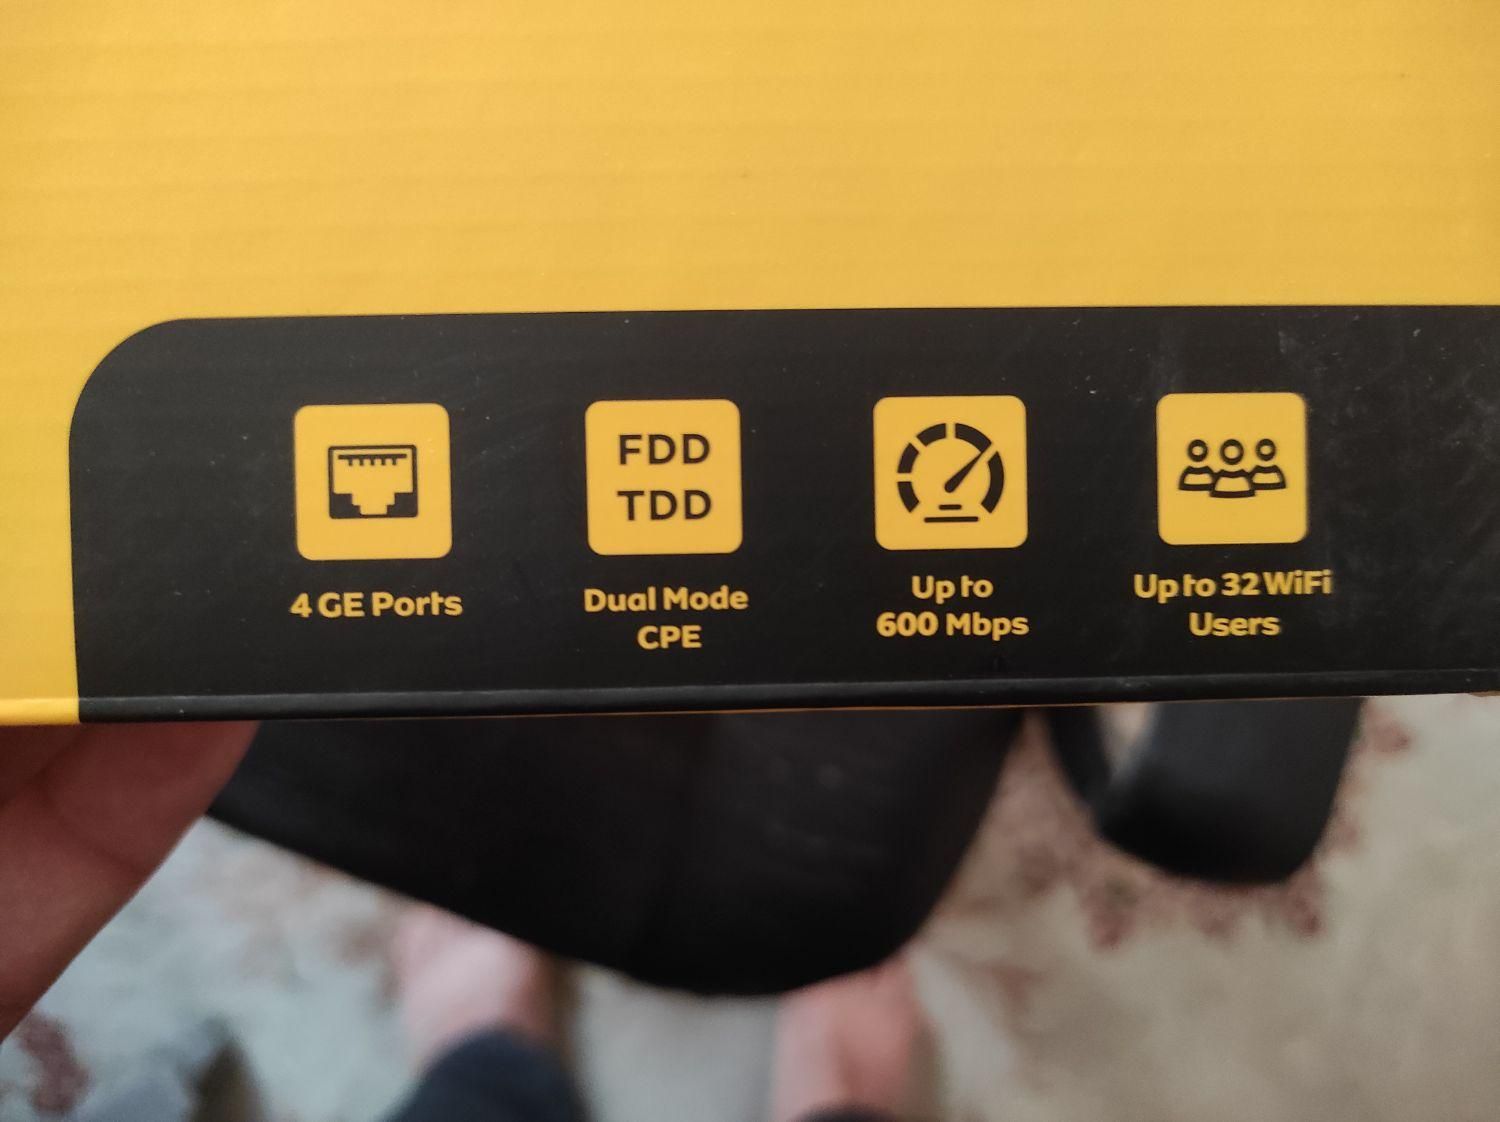 FDD
TDD
4 GE Ports
Dual Mode
CPE
Up to
600 Mbps
Up to 32 WiFi
Users